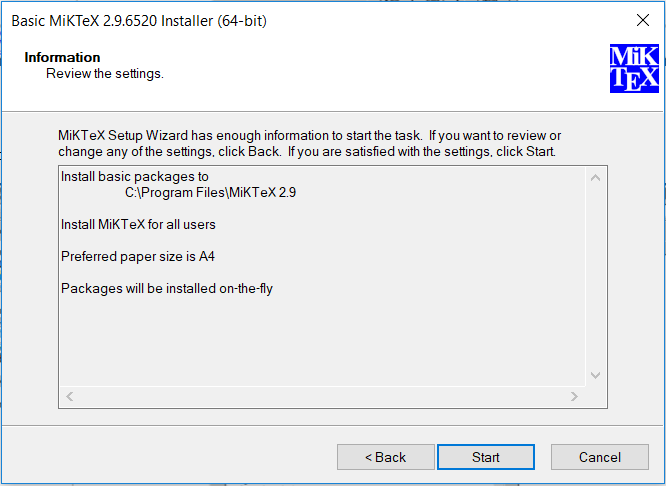 Basic MiKTeX 2.9.6520 Installer (64-bit)
Information
Review the settings.
MiK
TEX
MiKTeX Setup Wizard has enough information to start the task.  If you want to review or
change any of the settings, click Back.  If you are satisfied with the settings, click Start.
Install basic packages to
C:\Program Files\MiKTeX 2.9
Install MiKTeX for all users
Preferred paper size is A4
Packages will be installed on-the-fly
< Back
Start
Cancel